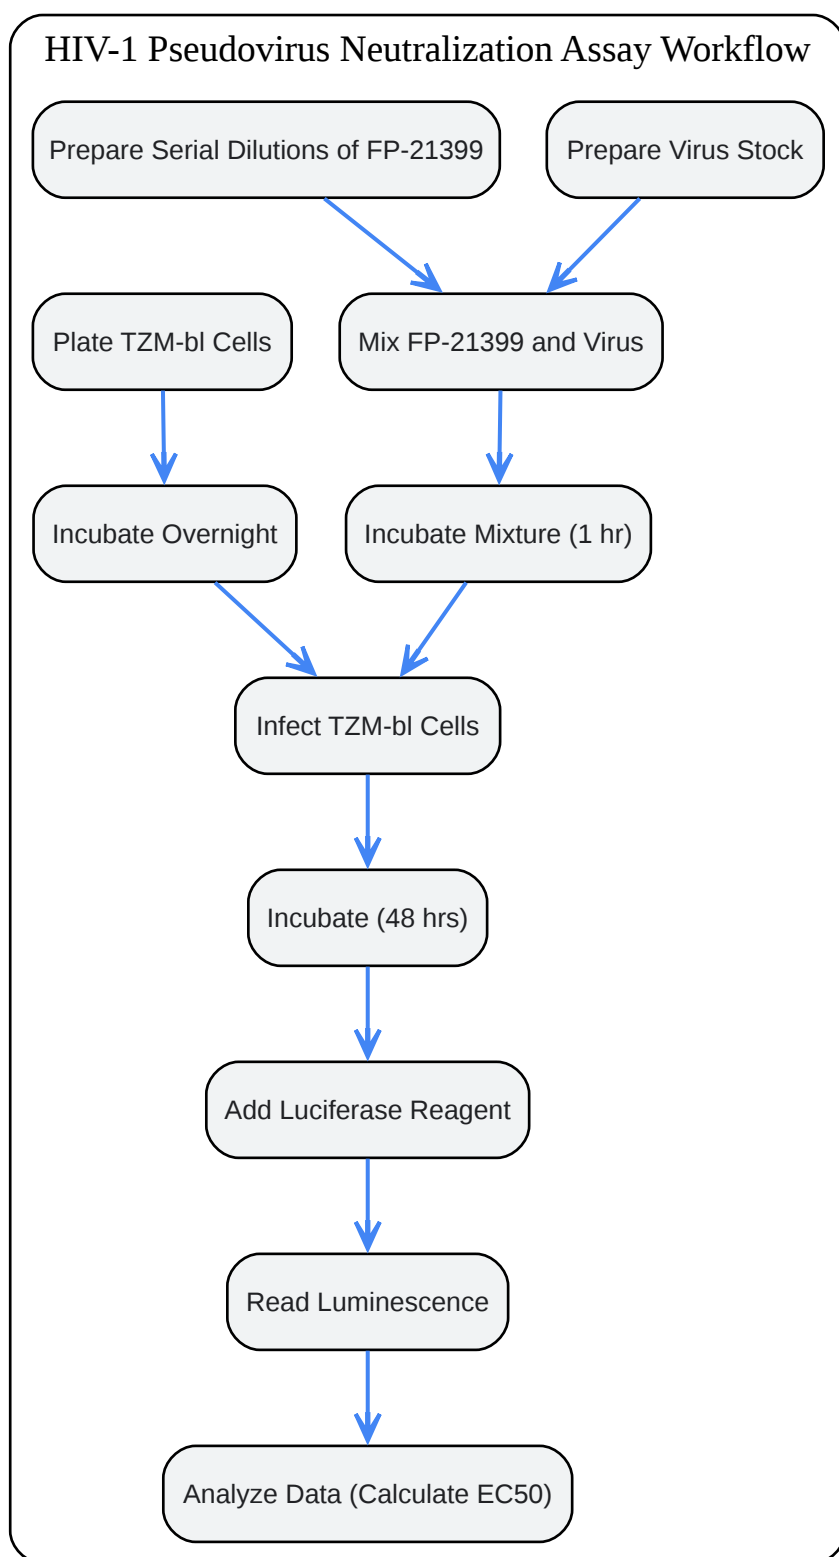 HIV-1 Pseudovirus Neutralization Assay Workflow
Prepare Serial Dilutions of FP-21399
Prepare Virus Stock
Plate TZM-bl Cells
Mix FP-21399 and Virus
Incubate Overnight
Incubate Mixture (1 hr)
Infect TZM-bl Cells
Incubate (48 hrs)
Add Luciferase Reagent
Read Luminescence
Analyze Data (Calculate EC50)